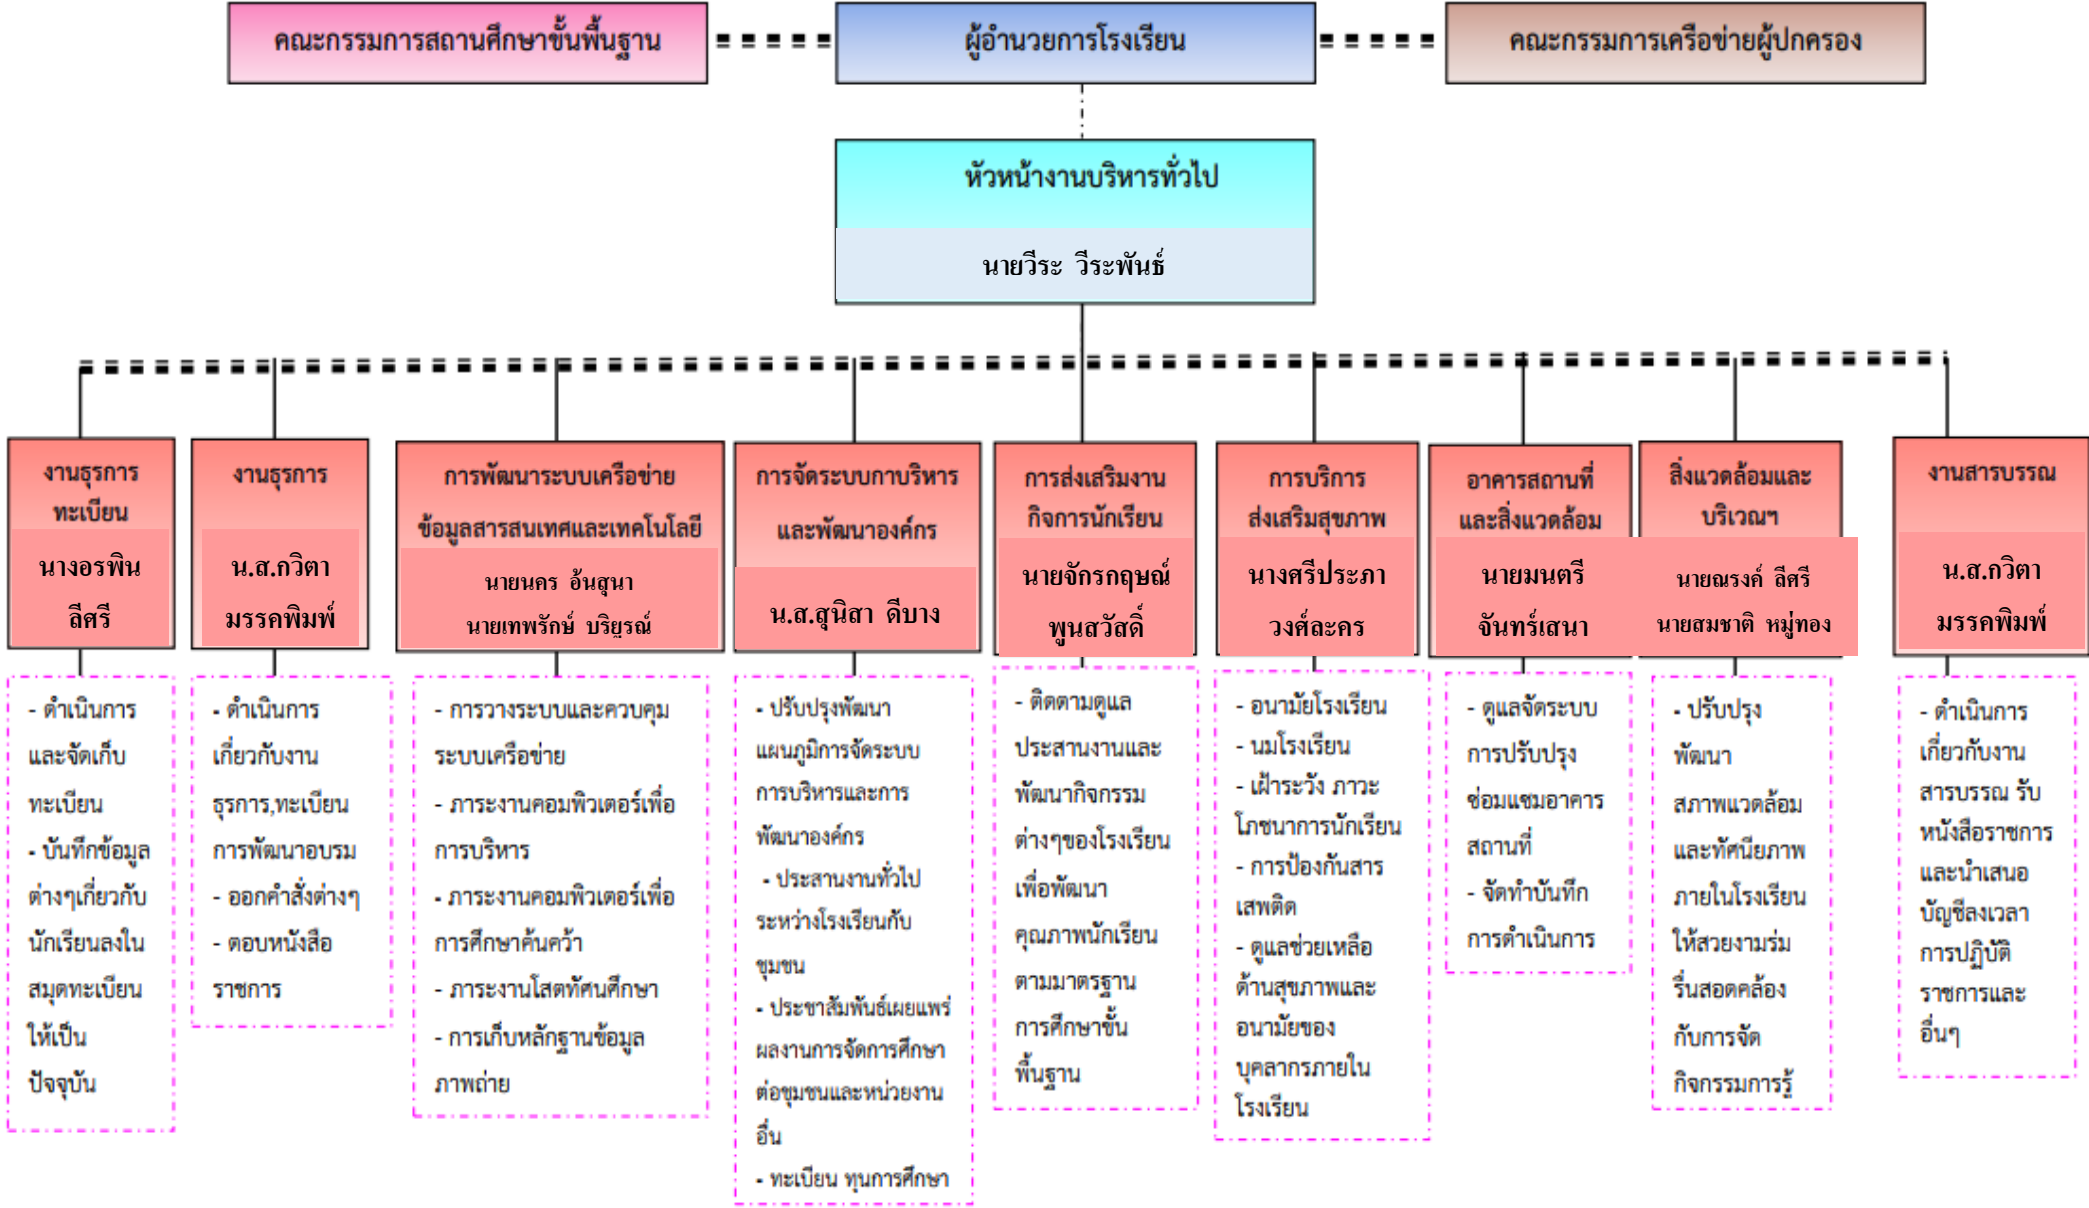 คณะกรรมการสถานศึกษาขั้นพื้นฐาน
ผู้อำนวยการโรงเรียน
คณะกรรมการเครือข่ายผู้ปกครอง
หัวหน้างานบริหารทั่วไป
นายวีระ วีระพันธ์
งานธุรการ
ทะเบียน
นางอรพิน
ลีศรี
งานธุรการ
น.ส.กวิตา
มรรคพิมพ์
การพัฒนาระบบเครือข่าย
ข้อมูลสารสนเทศและเทคโนโลยี
นายนคร อ้นสุนา
นายเทพรักษ์ บริยูรณ์
การจัดระบบกาบริหาร
และพัฒนาองค์กร
น.ส.สุนิสา ดีบาง
การส่งเสริมงาน
กิจการนักเรียน
นายจักรกฤษณ์
พูนสวัสดิ์
การบริการ
ส่งเสริมสุขภาพ
นางศรีประภา
วงศ์ละคร
อาคารสถานที่
และสิ่งแวดล้อม
นายมนตรี
จันทร์เสนา
สิ่งแวดล้อมและ
บริเวณฯ
นายณรงค์ ลีศรี
นายสมชาติ หมู่ทอง
งานสารบรรณ
น.ส.กวิตา
มรรคพิมพ์
- ดำเนินการ
และจัดเก็บ
ทะเบียน
- บันทึกข้อมูล
ต่างๆเกี่ยวกับ
นักเรียนลงใน
สมุดทะเบียน
ให้เป็น
ปัจจุบัน
- ดำเนินการ
เกี่ยวกับงาน
ธุรการ,ทะเบียน
การพัฒนาอบรม
- ออกคำสั่งต่างๆ
- ตอบหนังสือ
ราชการ
- การวางระบบและควบคุม
ระบบเครือข่าย
- ภาระงานคอมพิวเตอร์เพื่อ
การบริหาร
- ภาระงานคอมพิวเตอร์เพื่อ
การศึกษาค้นคว้า
- ภาระงานโสตทัศนศึกษา
- การเก็บหลักฐานข้อมูล
ภาพถ่าย
- ปรับปรุงพัฒนา
แผนภูมิการจัดระบบ
การบริหารและการ
พัฒนาองค์กร
- ประสานงานทั่วไป
ระหว่างโรงเรียนกับ
ชุมชน
- ประชาสัมพันธ์เผยแพร่
ผลงานการจัดการศึกษา
ต่อชุมชนและหน่วยงาน
อื่น
- ทะเบียน ทุนการศึกษา
- ติดตามดูแล
ประสานงานและ
พัฒนากิจกรรม
ต่างๆของโรงเรียน
เพื่อพัฒนา
คุณภาพนักเรียน
ตามมาตรฐาน
การศึกษาขั้น
พื้นฐาน
- อนามัยโรงเรียน
- นมโรงเรียน
- เฝ้าระวัง ภาวะ
โภชนาการนักเรียน
- การป้องกันสาร
เสพติด
- ดูแลช่วยเหลือ
ด้านสุขภาพและ
อนามัยของ
บุคลากรภายใน
โรงเรียน
- ดูแลจัดระบบ
การปรับปรุง
ซ่อมแซมอาคาร
สถานที่
- จัดทำบันทึก
การดำเนินการ
- ปรับปรุง
พัฒนา
สภาพแวดล้อม
และทัศนียภาพ
ภายในโรงเรียน
ให้สวยงามร่ม
รื่นสอดคล้อง
กับการจัด
กิจกรรมการรู้
- ดำเนินการ
เกี่ยวกับงาน
สารบรรณ รับ
หนังสือราชการ
และนำเสนอ
บัญชีลงเวลา
การปฏิบัติ
ราชการและ
อื่นๆ